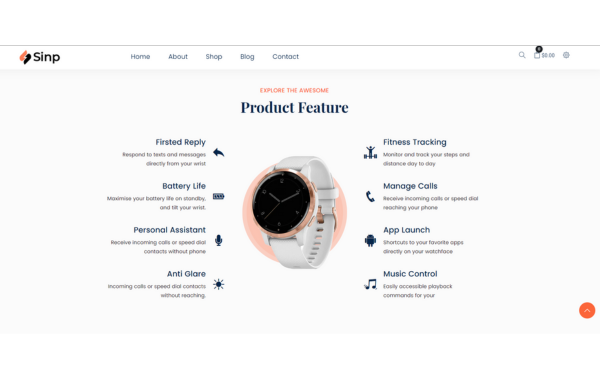 Sinp
Home About Shop Blog Contact
0
$0.00
EXPLORE THE AWESOME
Product Feature
Firsted Reply
Respond to texts and messages
directly from your wrist
Battery Life
Maximise your battery life on standby,
and tilt your wrist.
Personal Assistant
Receive incoming calls or speed dial
contacts without phone
Anti Glare
Incoming calls or speed dial contacts
without reaching.
Fitness Tracking
Monitor and track your steps and
distance day to day
Manage Calls
Receive incoming calls or speed dial
reaching your phone
App Launch
Shortcuts to your favorite apps
directly on your watchface
Music Control
Easily accessible playback
commands for your